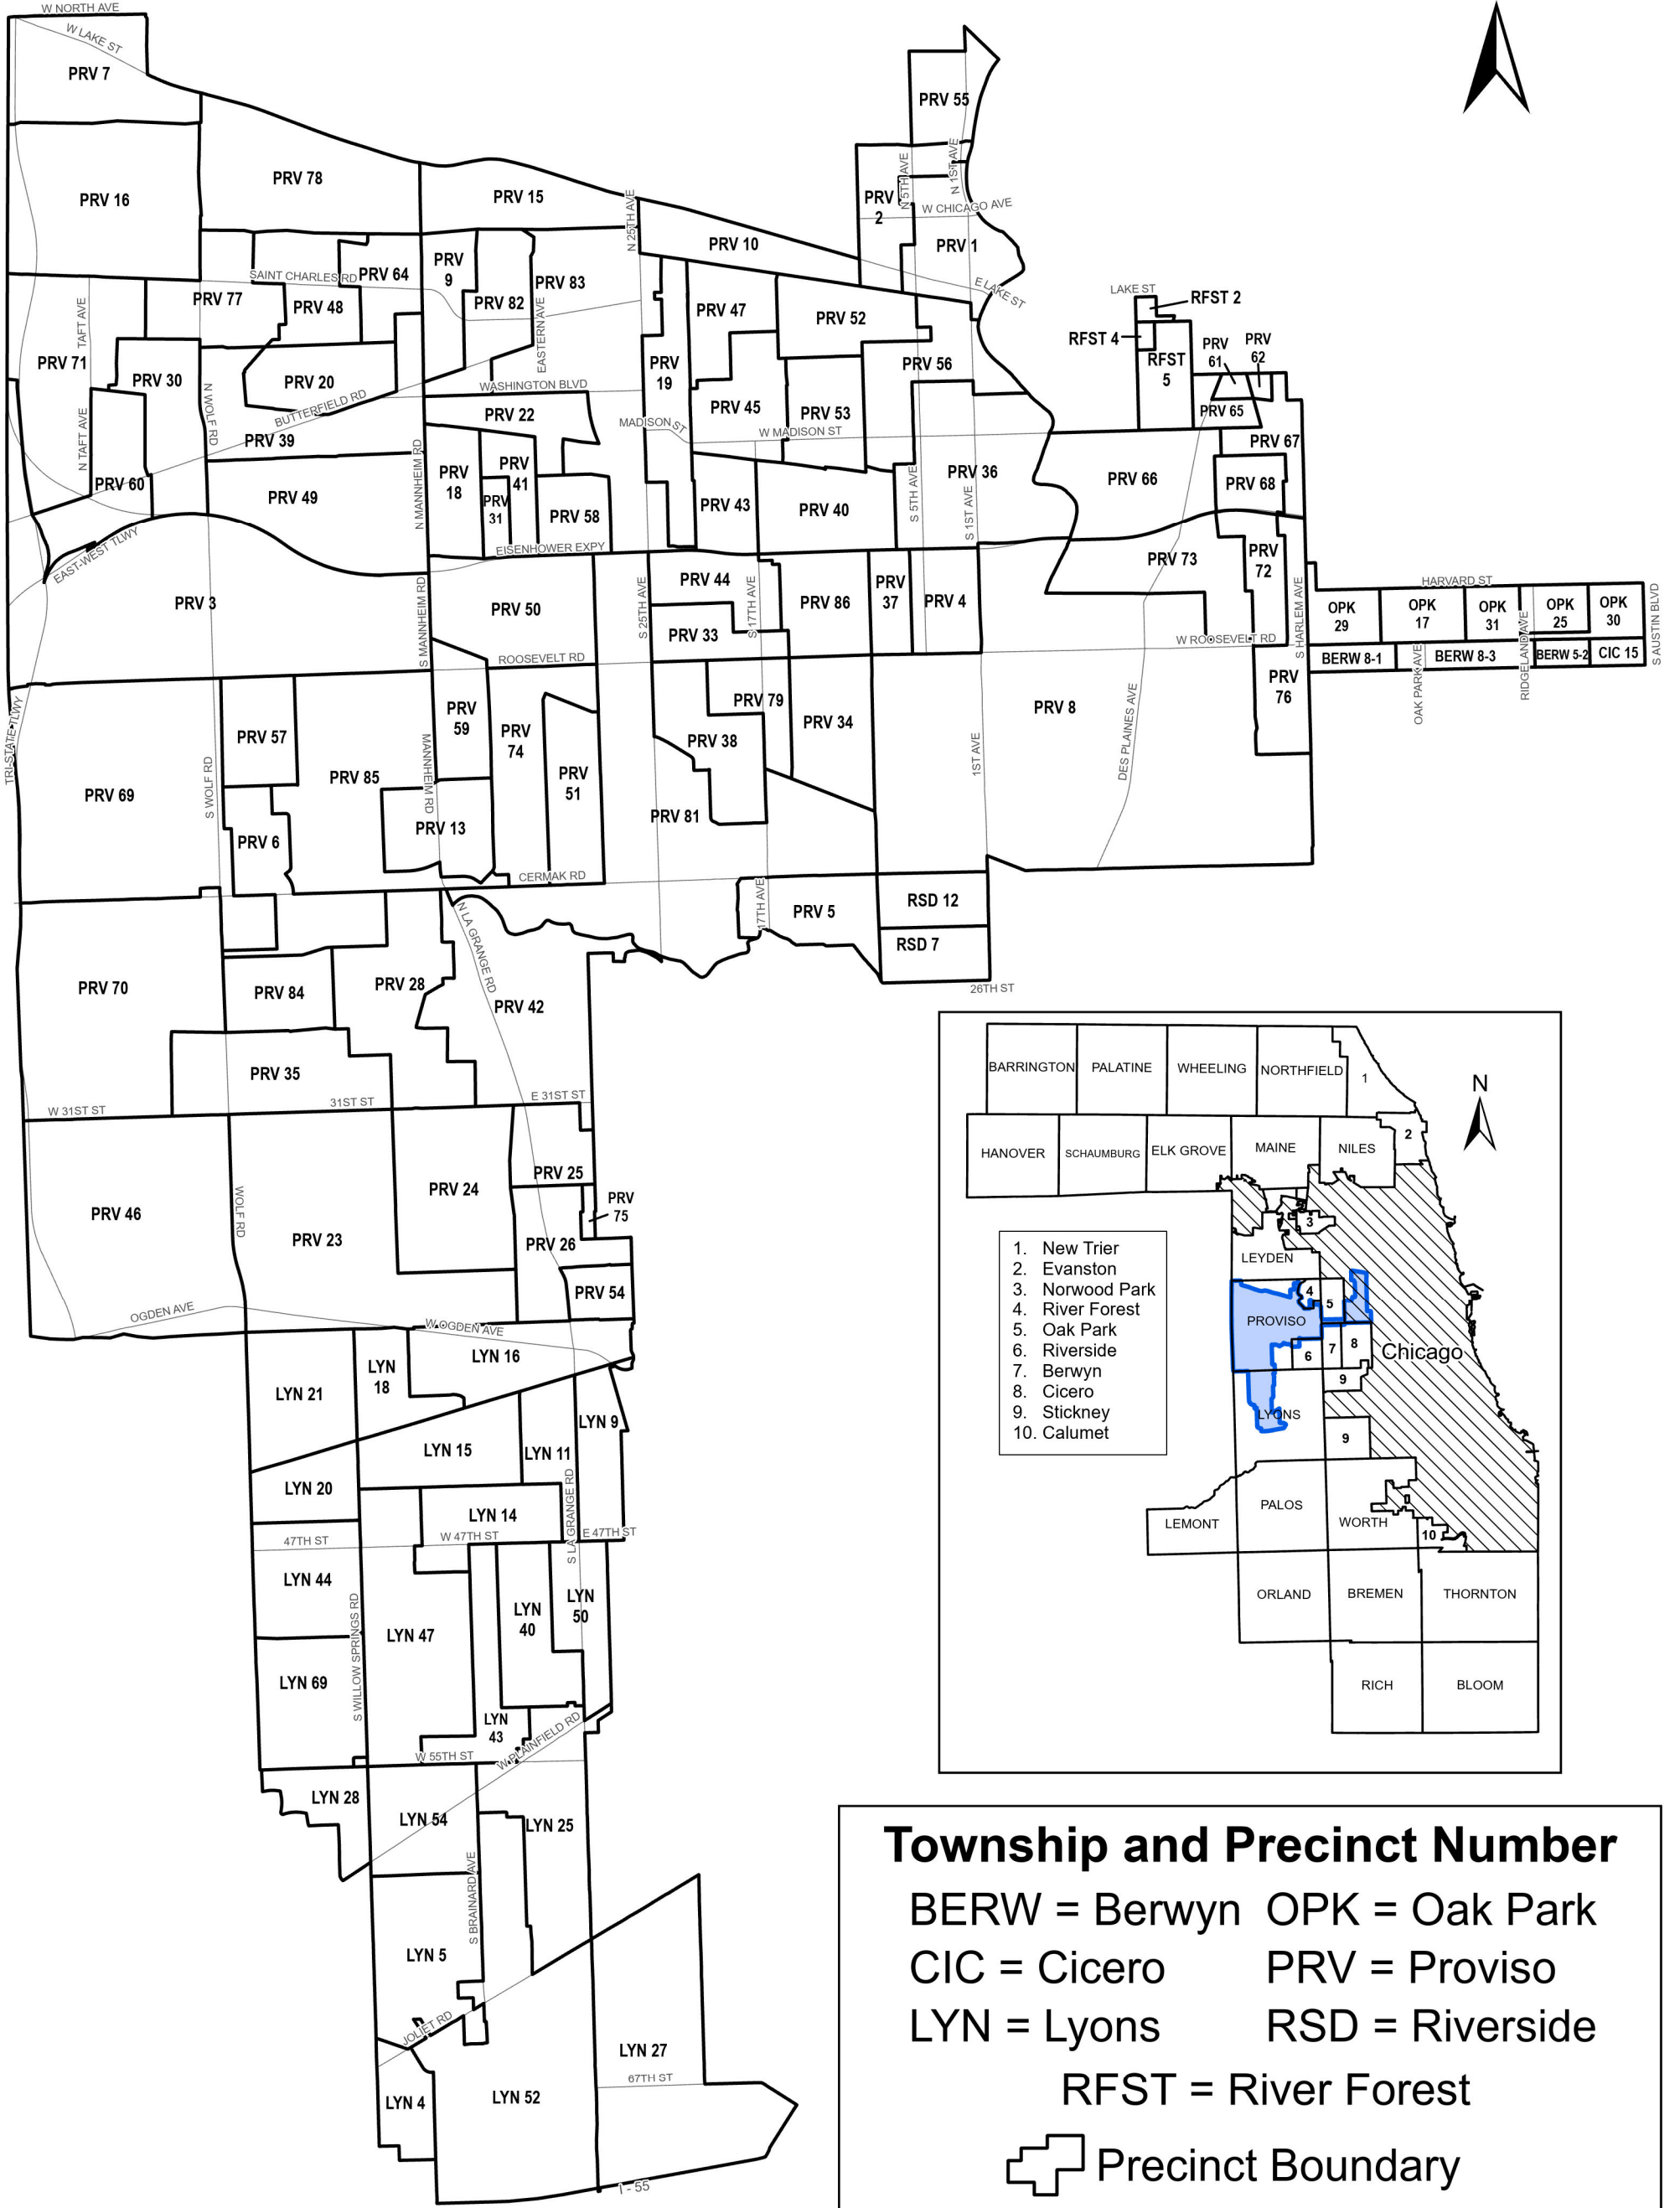 W NORTH AVE
W LAKE ST
PRV 7
PRV 55
PRV 78
PRV 16
PRV 15
N 25TH AVE
PRV
2
N 5TH AVE
N 1ST AVE
W CHICAGO AVE
PRV 10
PRV 1
E LAKE ST
SAINT CHARLES RD
PRV 64
PRV
9
PRV 83
PRV 82
EASTERN AVE
PRV 77
PRV 48
PRV 47
PRV 52
LAKE ST
RFST 2
RFST 4
RFST
5
PRV
61
PRV
62
TAFT AVE
PRV 71
PRV 30
PRV 20
PRV
19
PRV 56
WASHINGTON BLVD
BUTTERFIELD RD
PRV 22
PRV 45
PRV 53
PRV 65
N TAFT AVE
N WOLF RD
PRV 39
MADISON ST
W MADISON ST
PRV 67
PRV 60
PRV 49
N MANNHEIM RD
PRV
18
PRV
41
PRV
31
PRV 58
PRV 43
PRV 40
S 5TH AVE
PRV 36
S 1ST AVE
PRV 66
PRV 68
EAST-WEST TLWY
EISENHOWER EXPY
PRV 73
PRV
72
PRV 3
S MANNHEIM RD
PRV 50
S 25TH AVE
PRV 44
PRV 33
S 17TH AVE
PRV 86
PRV
37
PRV 4
S HARLEM AVE
HARVARD ST
OPK
29
OPK
17
OPK
31
OPK
25
OPK
30
S AUSTIN BLVD
RIDGELAND AVE
W ROOSEVELT RD
ROOSEVELT RD
BERW 8-1
BERW 8-3
BERW 5-2
CIC 15
OAK PARK AVE
PRV
76
TRI-STATE TLWY
PRV 57
PRV 85
PRV
59
MANNHEIM RD
PRV
74
PRV
51
PRV 79
PRV 38
PRV 34
PRV 8
1ST AVE
DES PLAINES AVE
PRV 69
S WOLF RD
PRV 6
PRV 13
PRV 81
CERMAK RD
17TH AVE
PRV 5
RSD 12
RSD 7
26TH ST
N LA GRANGE RD
PRV 70
PRV 84
PRV 28
PRV 42
PRV 35
W 31ST ST
31ST ST
E 31ST ST
PRV 46
WOLF RD
PRV 23
PRV 24
PRV 25
PRV
75
PRV 26
PRV 54
OGDEN AVE
W OGDEN AVE
LYN 21
LYN
18
LYN 16
LYN 15
LYN 11
LYN 9
LYN 20
LYN 14
S LA GRANGE RD
47TH ST
W 47TH ST
E 47TH ST
LYN 44
S WILLOW SPRINGS RD
LYN 47
LYN
40
LYN
50
LYN 69
LYN
43
W PLAINFIELD RD
W 55TH ST
LYN 28
LYN 54
LYN 25
S BRAINARD AVE
LYN 5
JOLIET RD
LYN 4
LYN 52
LYN 27
67TH ST
I - 55
BARRINGTON
PALATINE
WHEELING
NORTHFIELD
1
N
HANOVER
SCHAUMBURG
ELK GROVE
MAINE
NILES
2
3
LEYDEN
4
5
PROVISO
6
7
8
9
Chicago
LYONS
9
PALOS
LEMONT
WORTH
10
ORLAND
BREMEN
THORNTON
RICH
BLOOM
1. New Trier
2. Evanston
3. Norwood Park
4. River Forest
5. Oak Park
6. Riverside
7. Berwyn
8. Cicero
9. Stickney
10. Calumet
Township and Precinct Number
BERW = Berwyn OPK = Oak Park
CIC = Cicero PRV = Proviso
LYN = Lyons RSD = Riverside
RFST = River Forest
Precinct Boundary